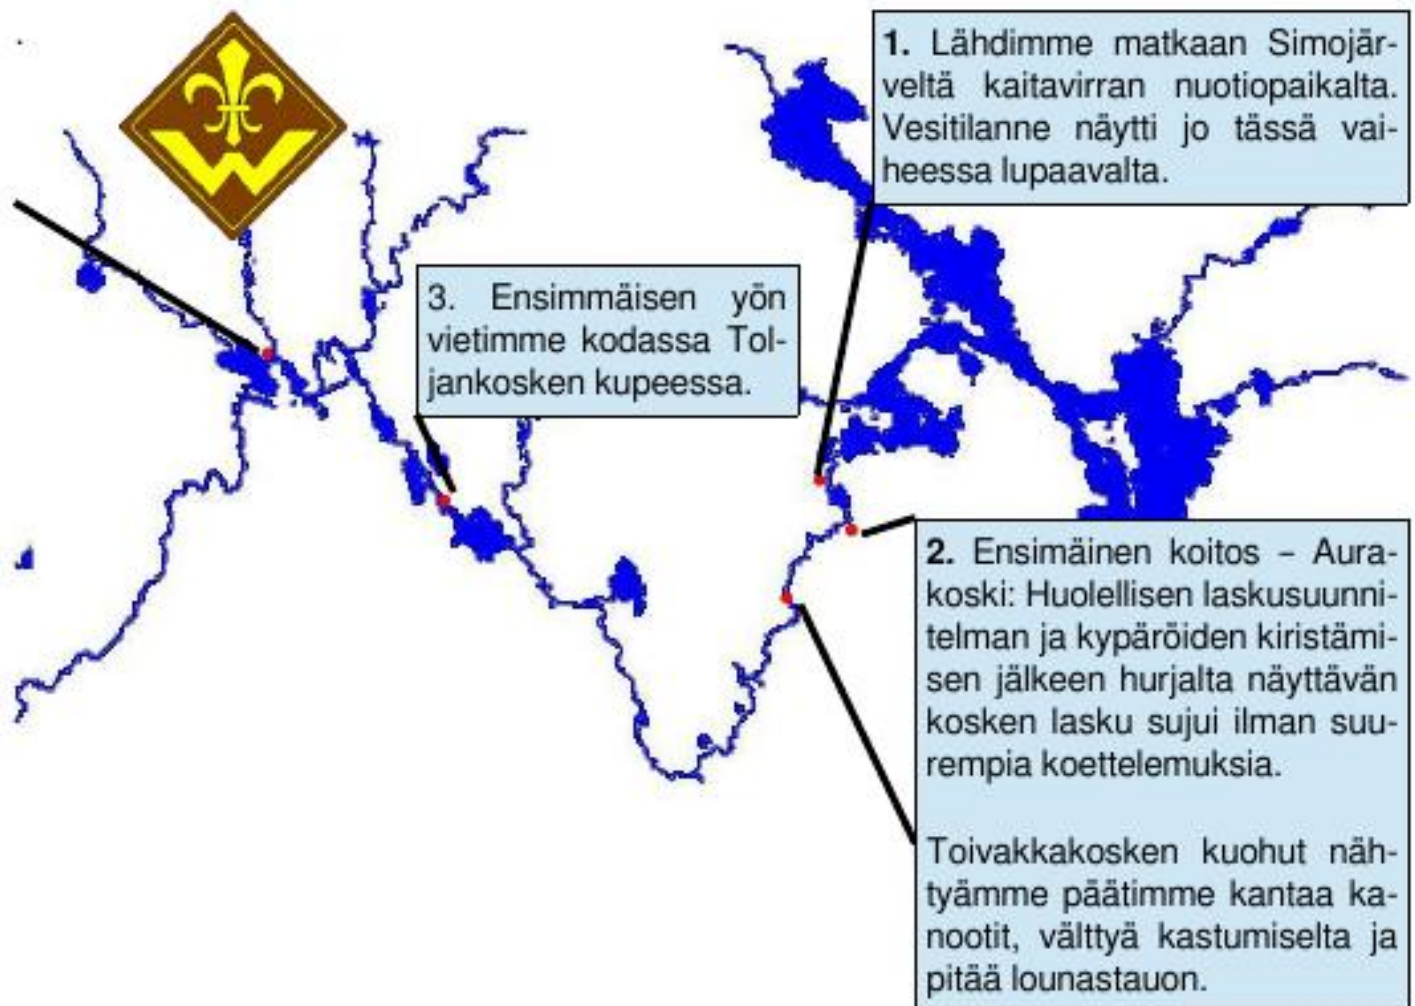 1. Lähdimme matkaan Simojär-
veltä kaitavirran nuotiopaikalta.
Vesitilanne näytti jo tässä vai-
heessa lupaavalta.
3. Ensimmäisen yön
vietimme kodassa Tol-
jankosken kupeessa.
2. Ensimäinen koitos – Aura-
koski: Huolellisen laskusuunni-
telman ja kypäröiden kiristämi-
sen jälkeen hurjalta näyttävän
kosken lasku sujui ilman suu-
rempia koettelemuksia.
Toivakkakosken kuohut näh-
tyämme päätimme kantaa ka-
nootit, välttyä kastumiselta ja
pitää lounastauon.